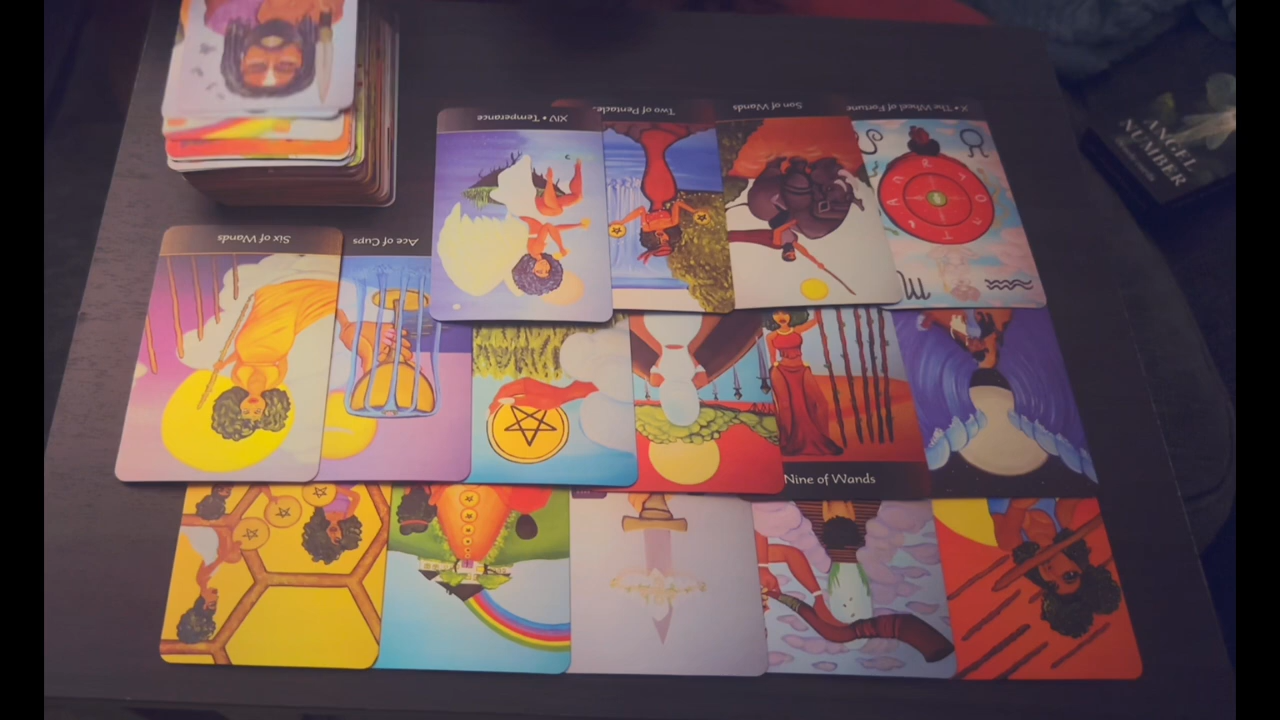 XIV • Temperance
Two of Pentacles
Son of Wands
X • The Wheel of Fortune
Six of Wands
Ace of Cups
Nine of Wands
ANGEL
NUMBER